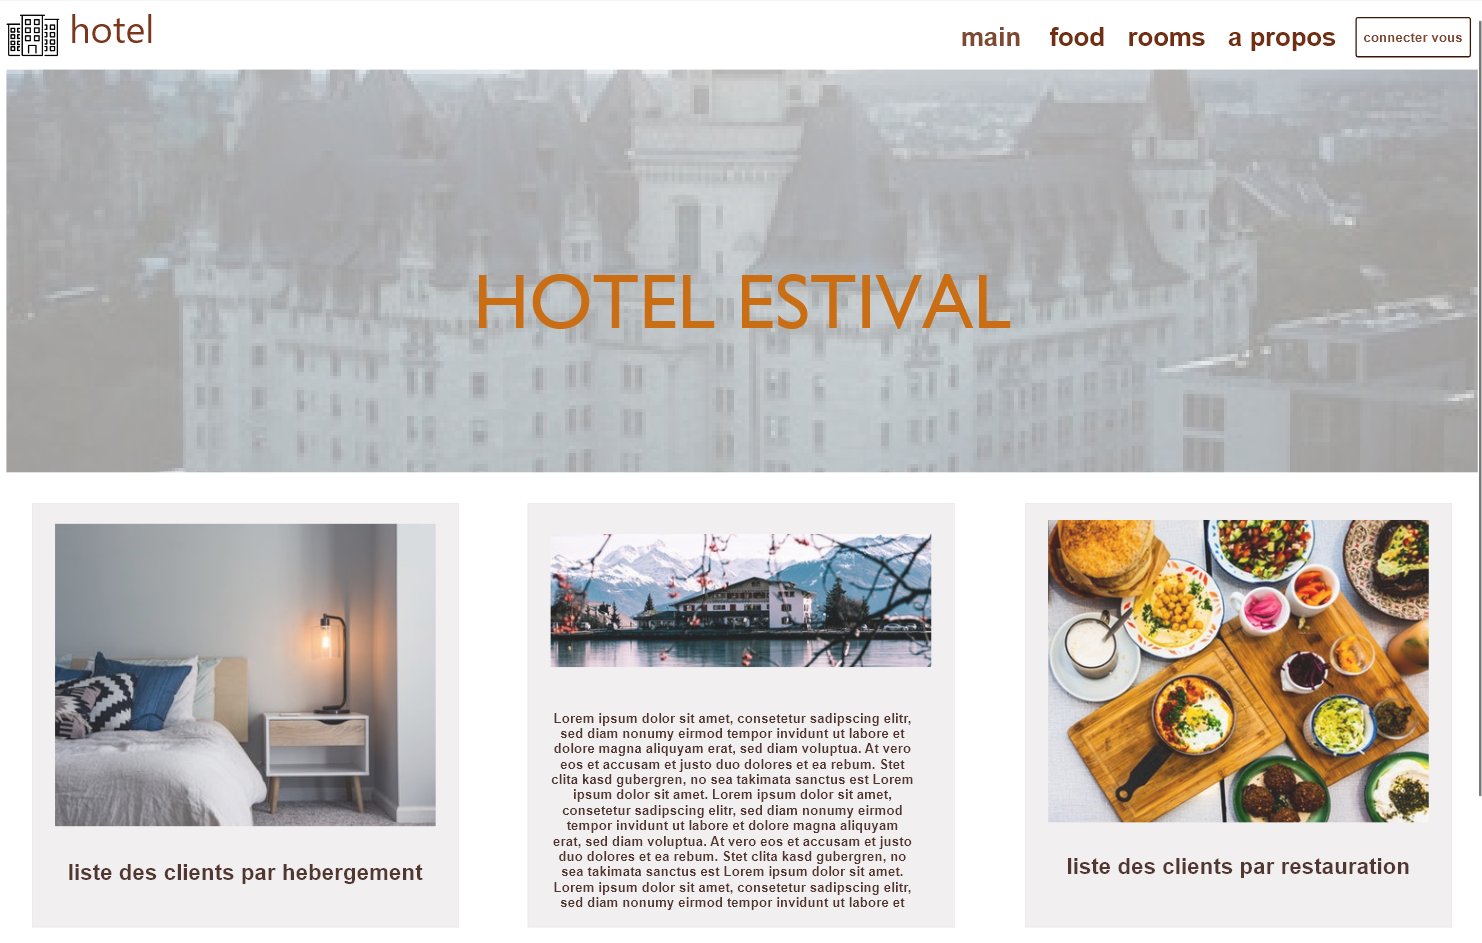 hotel
main food rooms a propos connecter vous
HOTEL ESTIVAL
liste des clients par hebergement
Lorem ipsum dolor sit amet, consetetur sadipscing elitr,
sed diam nonumy eirmod tempor invidunt ut labore et
dolore magna aliquyam erat, sed diam voluptua. At vero
eos et accusam et justo duo dolores et ea rebum. Stet
clita kasd gubergren, no sea takimata sanctus est Lorem
ipsum dolor sit amet. Lorem ipsum dolor sit amet,
consetetur sadipscing elitr, sed diam nonumy eirmod
tempor invidunt ut labore et dolore magna aliquyam
erat, sed diam voluptua. At vero eos et accusam et justo
duo dolores et ea rebum. Stet clita kasd gubergren, no
sea takimata sanctus est Lorem ipsum dolor sit amet.
Lorem ipsum dolor sit amet, consetetur sadipscing elitr,
sed diam nonumy eirmod tempor invidunt ut labore et
liste des clients par restauration